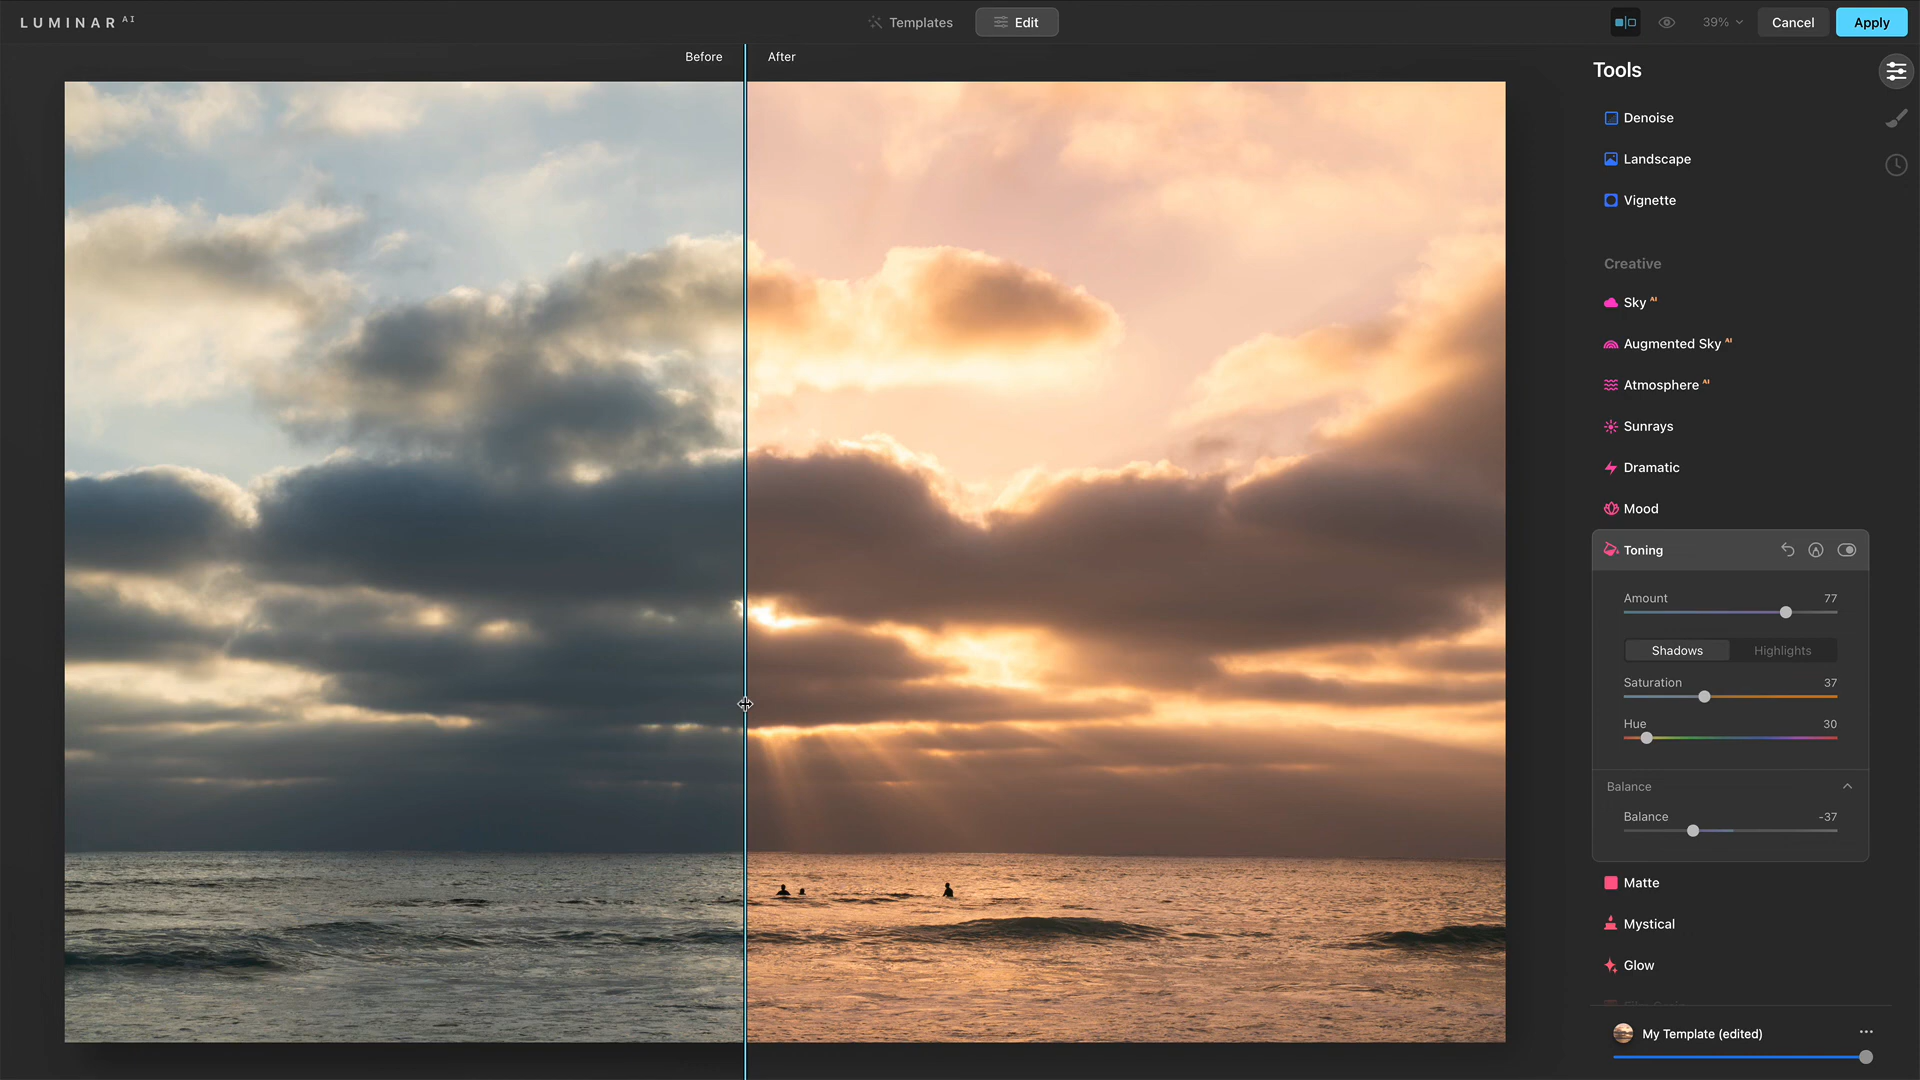 LUMINAR AI
Templates
Edit
39%
Cancel
Apply
Before
After
Tools
Denoise
Landscape
Vignette
Creative
Sky AI
Augmented Sky AI
Atmosphere AI
Sunrays
Dramatic
Mood
Toning
Amount 77
Shadows Highlights
Saturation 37
Hue 30
Balance
Balance -37
Matte
Mystical
Glow
My Template (edited)